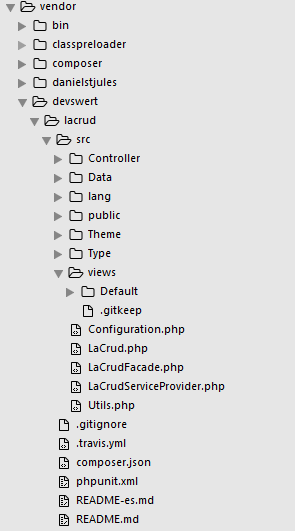 vendor
bin
classpreloader
composer
danielstjules
devswert
lacrud
src
Controller
Data
lang
public
Theme
Type
views
Default
.gitkeep
Configuration.php
LaCrud.php
LaCrudFacade.php
LaCrudServiceProvider.php
Utils.php
.gitignore
.travis.yml
composer.json
phpunit.xml
README-es.md
README.md